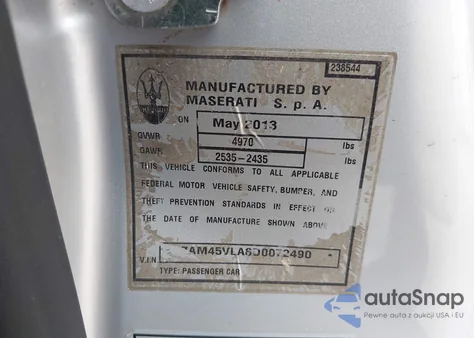 238544
MANUFACTURED BY
MASERATI S. p A.
ON May 2013
GVWR 4970 lbs
GAWR 2535-2435 lbs
THIS VEHICLE CONFORMS TO ALL APPLICABLE
FEDERAL MOTOR VEHICLE SAFETY, BUMPER, AND
THEFT PREVENTION STANDARDS IN EFFECT ON
THE DATE OF MANUFACTURE SHOWN ABOVE
V.I.N ZAM45VLA8D0072490 *
TYPE: PASSENGER CAR
autoSnap
Pewne auta z aukcji USA i EU